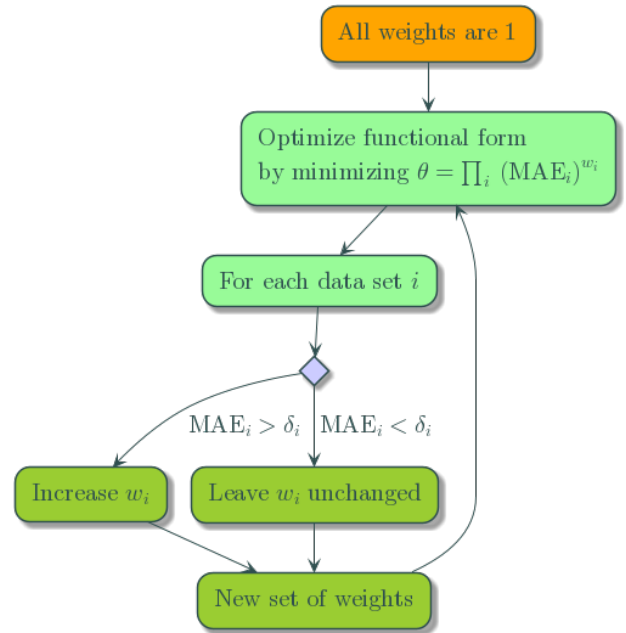 All weights are 1
Optimize functional form
by minimizing θ = ∏ᵢ (MAEᵢ)^{wᵢ}
For each data set i
MAEᵢ > δᵢ
MAEᵢ < δᵢ
Increase wᵢ
Leave wᵢ unchanged
New set of weights